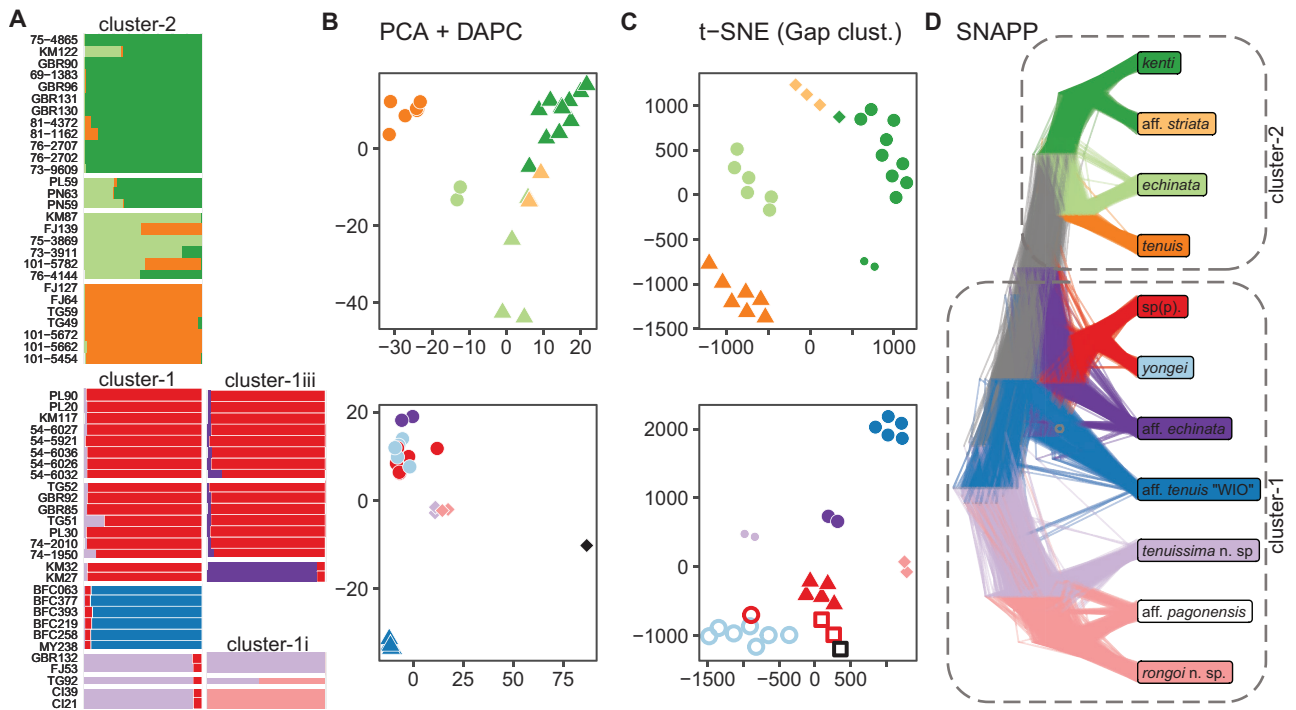 A
cluster-2
75-4865
KM122
GBR90
69-1383
GBR96
GBR131
GBR130
81-4372
81-1162
76-2707
76-2702
73-9609
PL59
PN63
PN59
KM87
FJ139
75-3869
73-3911
101-5782
76-4144
FJ127
FJ64
TG59
TG49
101-5672
101-5662
101-5454
cluster-1
cluster-1iii
PL90
PL20
KM117
54-6027
54-5921
54-6036
54-6026
54-6032
TG52
GBR92
GBR85
TG51
PL30
74-2010
74-1950
KM32
KM27
BFC063
BFC377
BFC393
BFC219
BFC258
MY238
cluster-1i
GBR132
FJ53
TG92
CI39
CI21
B
PCA + DAPC
0
−20
−40
−30 −20 −10 0 10 20
20
0
−20
0 25 50 75
C
t−SNE (Gap clust.)
1000
500
0
−500
−1000
−1500
−1000 0 1000
2000
1000
0
−1000
−1500 −500 0 500
D
SNAPP
kenti
aff. striata
echinata
tenuis
cluster-2
sp(p).
yongei
aff. echinata
aff. tenuis "WIO"
tenuissima n. sp
aff. pagonensis
rongoi n. sp.
cluster-1